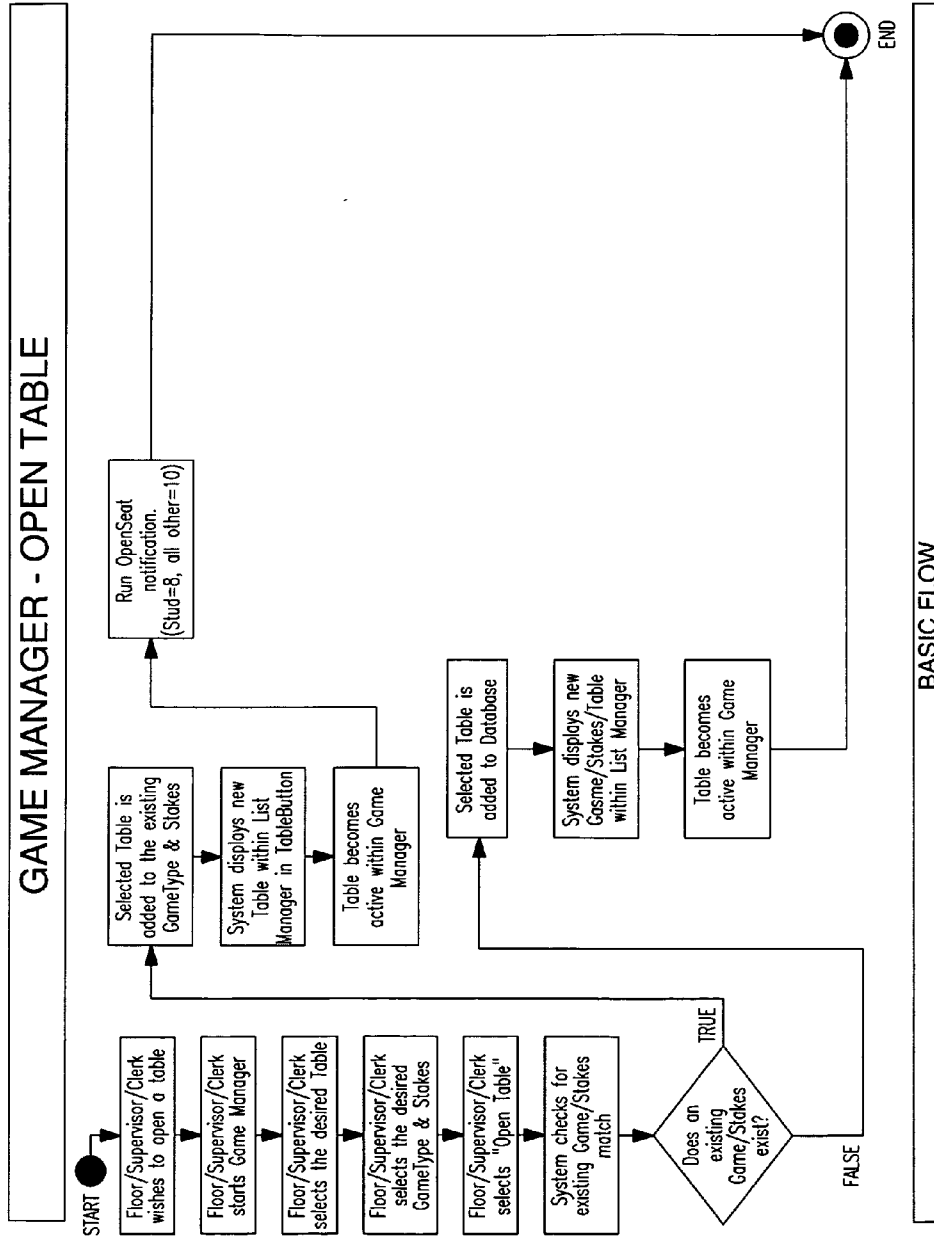 GAME MANAGER - OPEN TABLE
START
Floor/Supervisor/Clerk
wishes to open a table
Floor/Supervisor/Clerk
starts Game Manager
Floor/Supervisor/Clerk
selects the desired Table
Floor/Supervisor/Clerk
selects the desired
GameType & Stakes
Floor/Supervisor/Clerk
selects "Open Table"
System checks for
existing Game/Stakes
match
Does an
existing
Game/Stakes
exist?
TRUE
FALSE
Selected Table is
added to the existing
GameType & Stakes
System displays new
Table within List
Manager in TableButton
Table becomes
active within Game
Manager
Run OpenSeat
notification.
(Stud=8, all other=10)
Selected Table is
added to Database
System displays new
Gasme/Stakes/Table
within List Manager
Table becomes
active within Game
Manager
END
BASIC FLOW